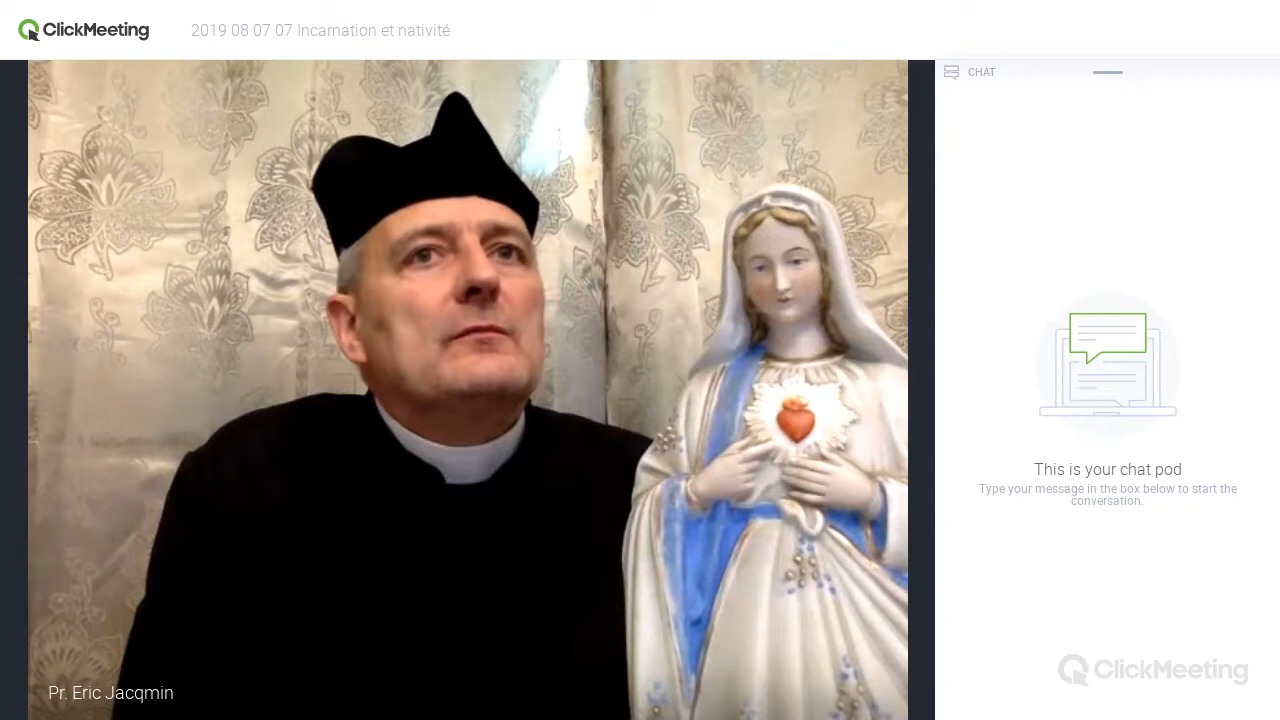 ClickMeeting
2019 08 07 07 Incarnation et nativité
CHAT
This is your chat pod
Type your message in the box below to start the
conversation.
ClickMeeting
Pr. Eric Jacqmin